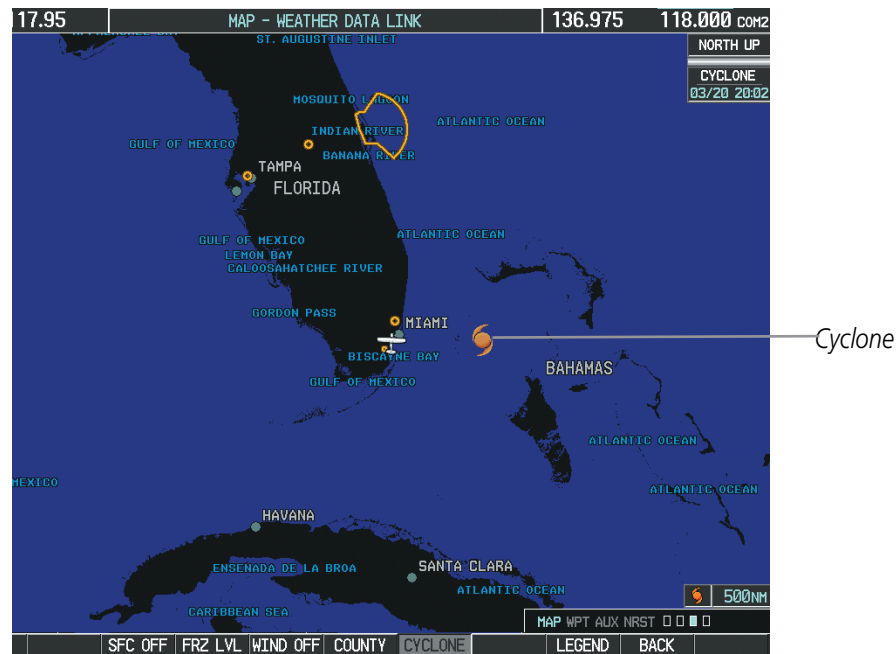 17.95 MAP - WEATHER DATA LINK 136.975 118.000 COM2
ST. AUGUSTINE INLET
NORTH UP
CYCLONE
03/20 20:02
MOSQUITO LAGOON
ATLANTIC OCEAN
INDIAN RIVER
GULF OF MEXICO
BANANA RIVER
TAMPA
FLORIDA
ATLANTIC OCEAN
GULF OF MEXICO
LEMON BAY
CALOOSAHATCHEE RIVER
GORDON PASS
MIAMI
Cyclone
BISCAYNE BAY
BAHAMAS
GULF OF MEXICO
ATLANTIC OCEAN
MEXICO
ATLANTIC OCEAN
HAVANA
ENSENADA DE LA BROA
SANTA CLARA
ATLANTIC OCEAN
500NM
CARIBBEAN SEA
MAP WPT AUX NRST
SFC OFF FRZ LVL WIND OFF COUNTY CYCLONE LEGEND BACK